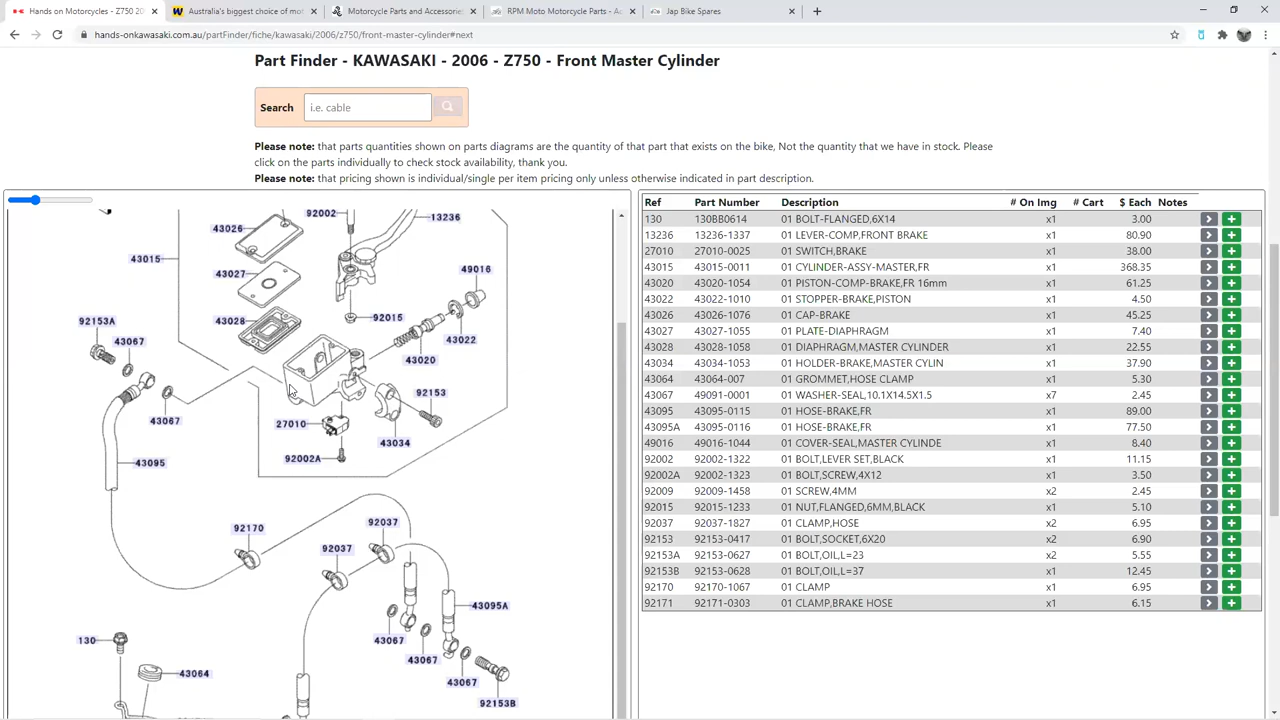 Hands on Motorcycles - Z750 20
Australia's biggest choice of mot
Motorcycle Parts and Accessorie
RPM Moto Motorcycle Parts - Au
Jap Bike Spares
hands-onkawasaki.com.au/partFinder/fiche/kawasaki/2006/z750/front-master-cylinder#next
Part Finder - KAWASAKI - 2006 - Z750 - Front Master Cylinder
Search i.e. cable
Please note: that parts quantities shown on parts diagrams are the quantity of that part that exists on the bike, Not the quantity that we have in stock. Please
click on the parts individually to check stock availability, thank you.
Please note: that pricing shown is individual/single per item pricing only unless otherwise indicated in part description.
92002
13236
43026
43015
43027
49016
92015
43028
92153A
43022
43067
43020
92153
43067
27010
43034
92002A
43095
92170
92037
92037
43095A
130
43067
43067
43064
43067
92153B
Ref Part Number Description # On Img # Cart $ Each Notes
130 130BB0614 01 BOLT-FLANGED,6X14 x1 3.00
13236 13236-1337 01 LEVER-COMP,FRONT BRAKE x1 80.90
27010 27010-0025 01 SWITCH,BRAKE x1 38.00
43015 43015-0011 01 CYLINDER-ASSY-MASTER,FR x1 368.35
43020 43020-1054 01 PISTON-COMP-BRAKE,FR 16mm x1 61.25
43022 43022-1010 01 STOPPER-BRAKE,PISTON x1 4.50
43026 43026-1076 01 CAP-BRAKE x1 45.25
43027 43027-1055 01 PLATE-DIAPHRAGM x1 7.40
43028 43028-1058 01 DIAPHRAGM,MASTER CYLINDER x1 22.55
43034 43034-1053 01 HOLDER-BRAKE,MASTER CYLIN x1 37.90
43064 43064-007 01 GROMMET,HOSE CLAMP x1 5.30
43067 49091-0001 01 WASHER-SEAL,10.1X14.5X1.5 x7 2.45
43095 43095-0115 01 HOSE-BRAKE,FR x1 89.00
43095A 43095-0116 01 HOSE-BRAKE,FR x1 77.50
49016 49016-1044 01 COVER-SEAL,MASTER CYLINDE x1 8.40
92002 92002-1322 01 BOLT,LEVER SET,BLACK x1 11.15
92002A 92002-1323 01 BOLT,SCREW,4X12 x1 3.50
92009 92009-1458 01 SCREW,4MM x2 2.45
92015 92015-1233 01 NUT,FLANGED,6MM,BLACK x1 5.10
92037 92037-1827 01 CLAMP,HOSE x2 6.95
92153 92153-0417 01 BOLT,SOCKET,6X20 x2 6.90
92153A 92153-0627 01 BOLT,OIL,L=23 x2 5.55
92153B 92153-0628 01 BOLT,OIL,L=37 x1 12.45
92170 92170-1067 01 CLAMP x1 6.95
92171 92171-0303 01 CLAMP,BRAKE HOSE x1 6.15